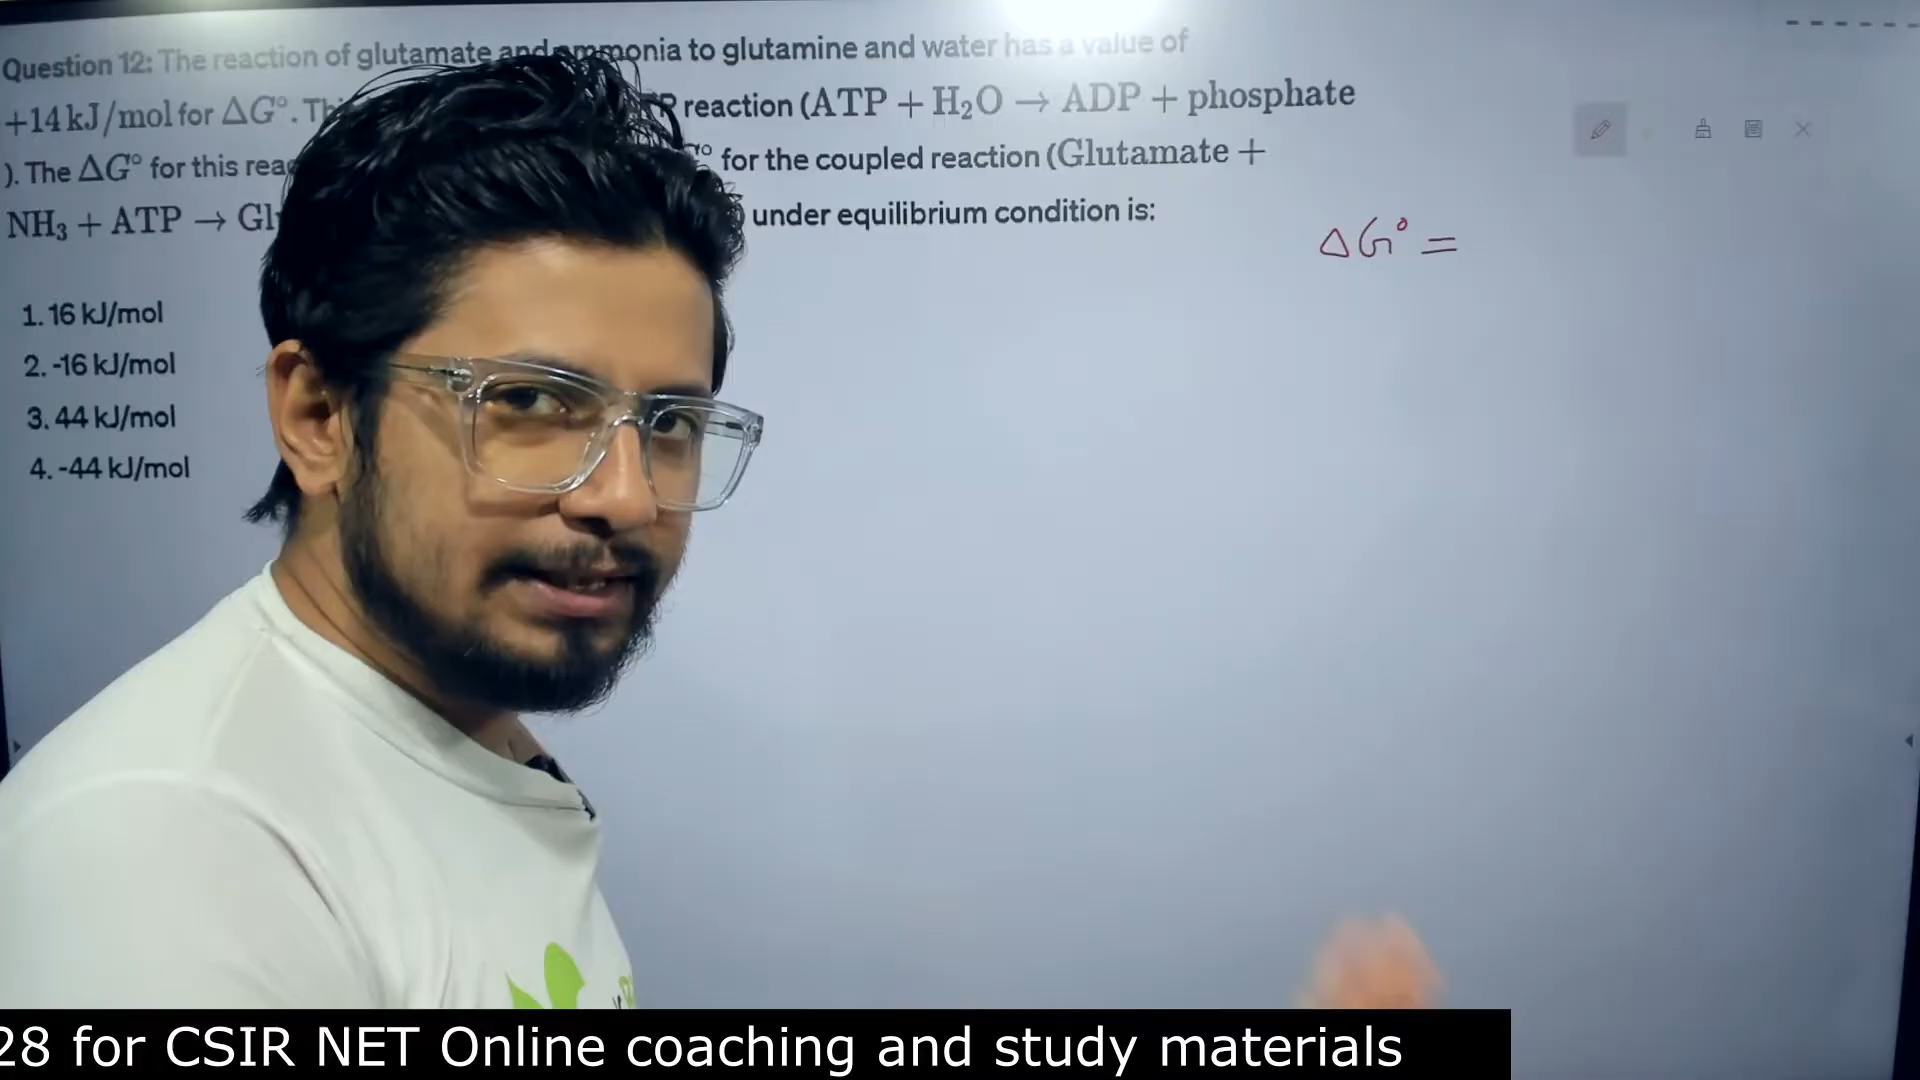 Question 12: The reaction of glutamate and ammonia to glutamine and water has a value of
+14 kJ/mol for ΔG°. reaction (ATP + H₂O → ADP + phosphate
). The ΔG° for this for the coupled reaction (Glutamate +
NH₃ + ATP → under equilibrium condition is:
ΔG° =
1. 16 kJ/mol
2. -16 kJ/mol
3. 44 kJ/mol
4. -44 kJ/mol
28 for CSIR NET Online coaching and study materials